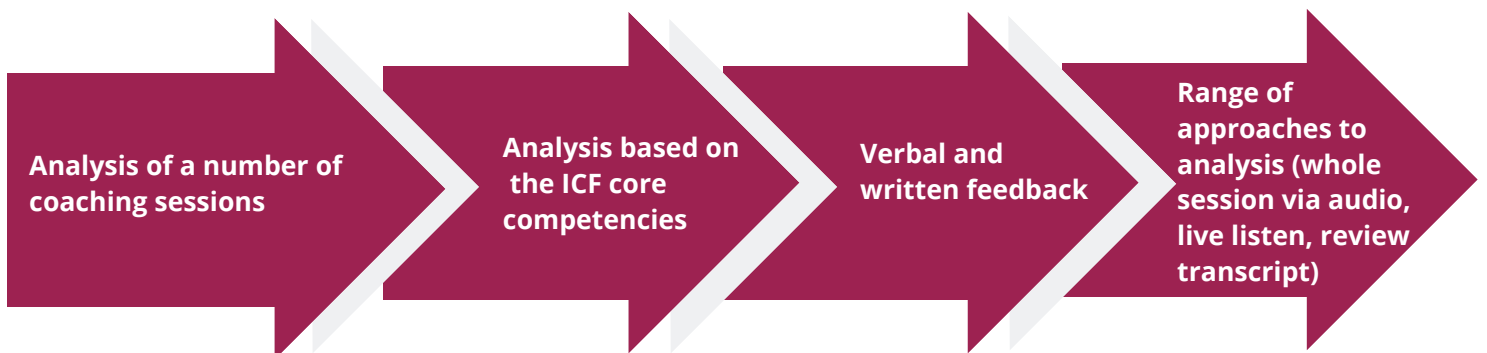 Analysis of a number of
coaching sessions
Analysis based on
the ICF core
competencies
Verbal and
written feedback
Range of
approaches to
analysis (whole
session via audio,
live listen, review
transcript)